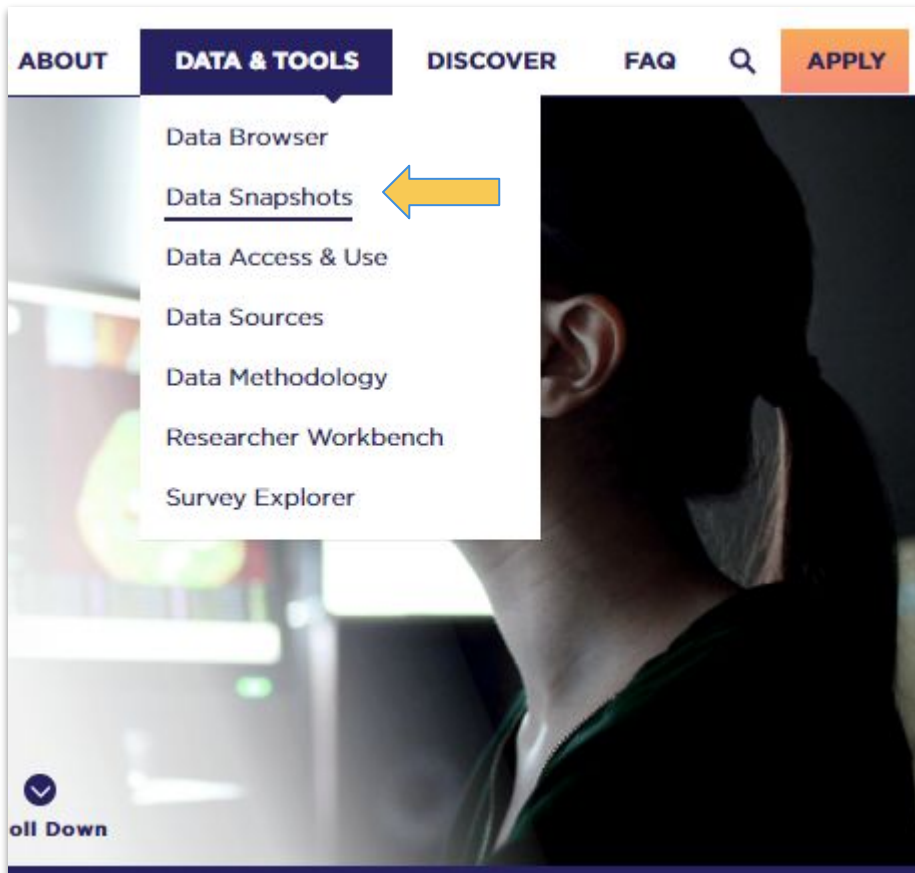 ABOUT DATA & TOOLS DISCOVER FAQ APPLY
Data Browser
Data Snapshots
Data Access & Use
Data Sources
Data Methodology
Researcher Workbench
Survey Explorer
oll Down